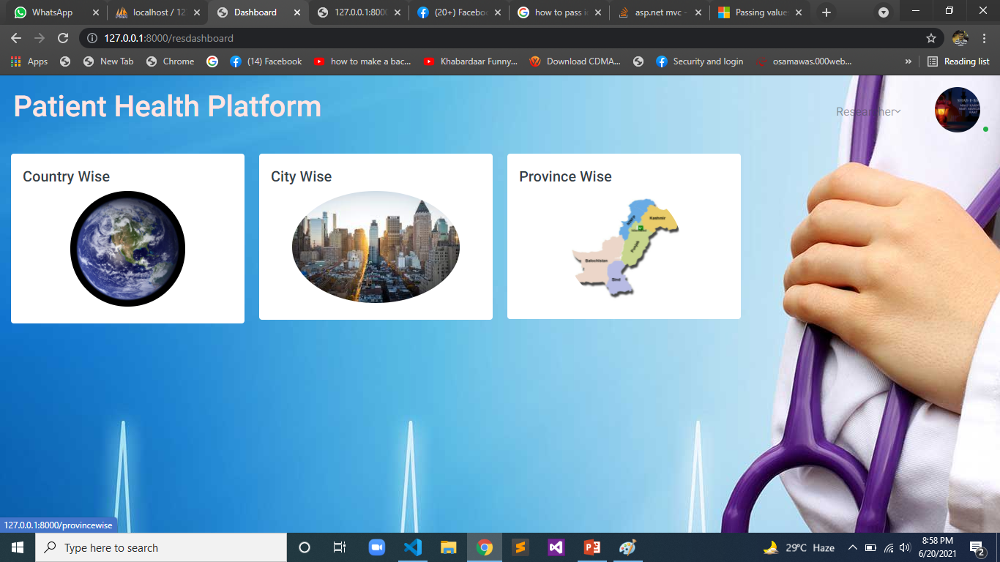 WhatsApp
localhost / 12
Dashboard
127.0.0.1:8000
(20+) Faceboo
how to pass i
asp.net mvc -
Passing value
127.0.0.1:8000/resdashboard
Apps
New Tab
Chrome
(14) Facebook
how to make a bac...
Khabardaar Funny...
Download CDMA...
Security and login
osamawas.000web...
»
Reading list
Patient Health Platform
Researcher
Country Wise
City Wise
Province Wise
Kashmir
Punjab
Balochistan
Sind
127.0.0.1:8000/provincewise
Type here to search
29°C Haze
8:58 PM
6/20/2021
2